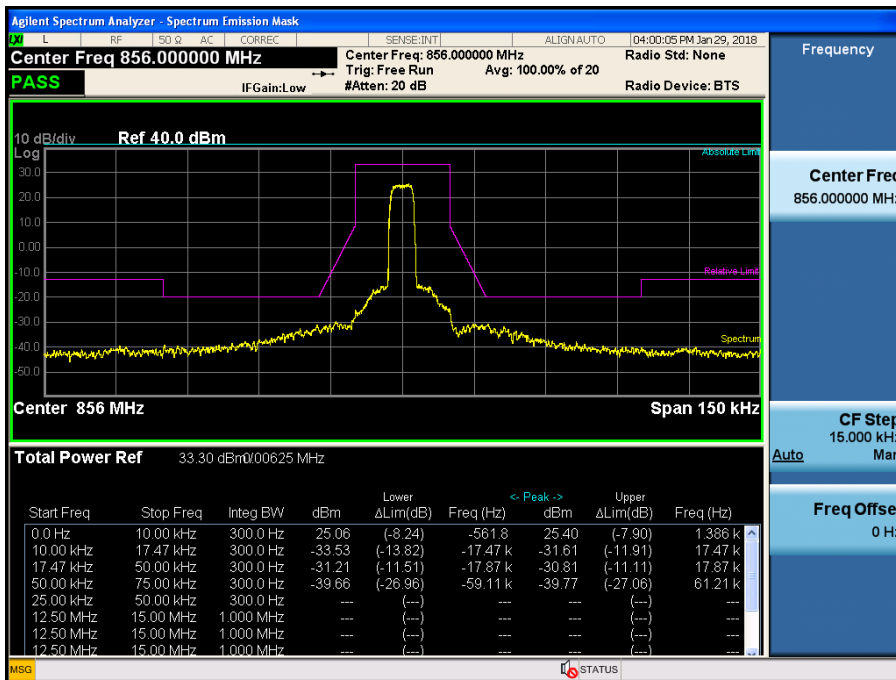 Agilent Spectrum Analyzer - Spectrum Emission Mask
LXI L RF 50 Ω AC CORREC SENSE:INT ALIGN AUTO 04:00:05 PM Jan 29, 2018
Center Freq 856.000000 MHz Center Freq: 856.000000 MHz Radio Std: None
Trig: Free Run Avg: 100.00% of 20
PASS IFGain:Low #Atten: 20 dB Radio Device: BTS
10 dB/div Ref 40.0 dBm
Log
Absolute Limit
30.0
20.0
10.0
0.00
-10.0
Relative Limit
-20.0
-30.0
Spectrum
-40.0
-50.0
Center 856 MHz Span 150 kHz
Total Power Ref 33.30 dBm/0.00625 MHz
Lower <- Peak -> Upper
Start Freq Stop Freq Integ BW dBm ΔLim(dB) Freq (Hz) dBm ΔLim(dB) Freq (Hz)
0.0 Hz 10.00 kHz 300.0 Hz 25.06 (-8.24) -561.8 25.40 (-7.90) 1.386 k
10.00 kHz 17.47 kHz 300.0 Hz -33.53 (-13.82) -17.47 k -31.61 (-11.91) 17.47 k
17.47 kHz 50.00 kHz 300.0 Hz -31.21 (-11.51) -17.87 k -30.81 (-11.11) 17.87 k
50.00 kHz 75.00 kHz 300.0 Hz -39.66 (-26.96) -59.11 k -39.77 (-27.06) 61.21 k
25.00 kHz 50.00 kHz 300.0 Hz --- (---) --- --- (---) ---
12.50 MHz 15.00 MHz 1.000 MHz --- (---) --- --- (---) ---
12.50 MHz 15.00 MHz 1.000 MHz --- (---) --- --- (---) ---
12.50 MHz 15.00 MHz 1.000 MHz --- (---) --- --- (---) ---
MSG STATUS
Frequency
Center Freq
856.000000 MHz
CF Step
15.000 kHz
Auto Man
Freq Offset
0 Hz